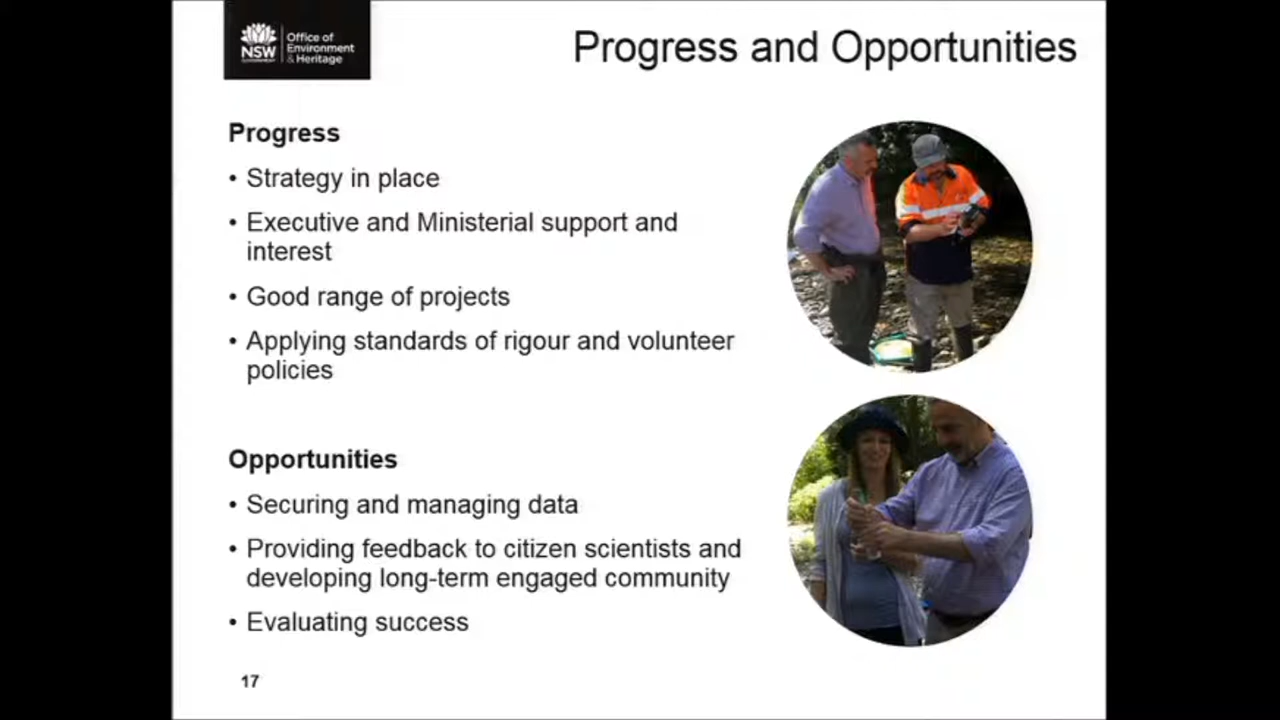 NSW
GOVERNMENT
Office of
Environment
& Heritage
Progress and Opportunities
Progress
• Strategy in place
• Executive and Ministerial support and
interest
• Good range of projects
• Applying standards of rigour and volunteer
policies
Opportunities
• Securing and managing data
• Providing feedback to citizen scientists and
developing long-term engaged community
• Evaluating success
17